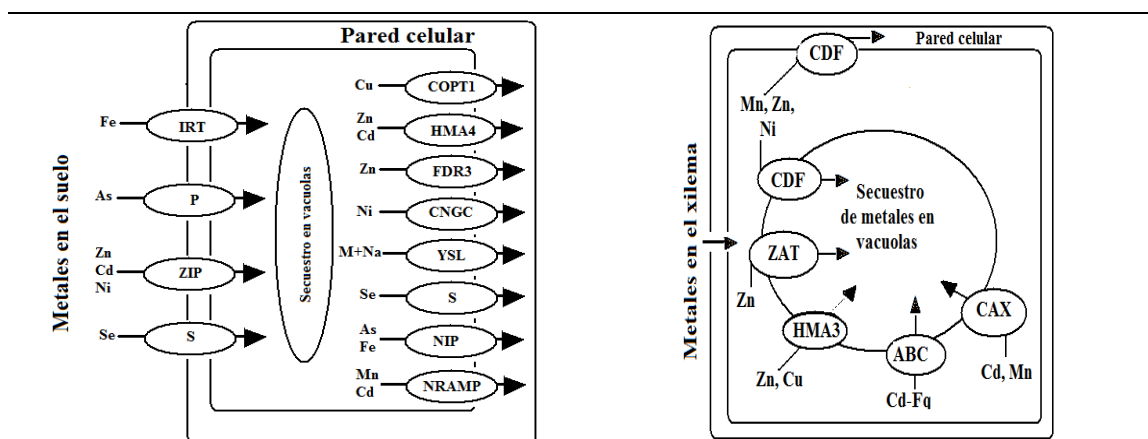 Pared celular
Metales en el suelo
Fe
IRT
As
P
Zn
Cd
Ni
ZIP
Se
S
Secuestro en vacuolas
Cu
COPT1
Zn
Cd
HMA4
Zn
FDR3
Ni
CNGC
M+Na
YSL
Se
S
As
Fe
NIP
Mn
Cd
NRAMP
Metales en el xilema
Pared celular
CDF
Mn, Zn,
Ni
CDF
Secuestro
de metales en
vacuolas
ZAT
Zn
HMA3
Zn, Cu
ABC
Cd-Fq
CAX
Cd, Mn